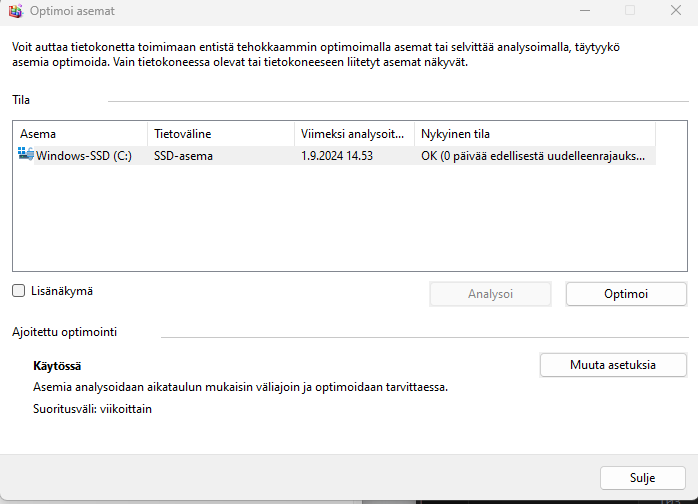 Optimoi asemat
Voit auttaa tietokonetta toimimaan entistä tehokkaammin optimoimalla asemat tai selvittää analysoimalla, täytyykö
asemia optimoida. Vain tietokoneessa olevat tai tietokoneeseen liitetyt asemat näkyvät.
Tila
Asema Tietoväline Viimeksi analysoit... Nykyinen tila
Windows-SSD (C:) SSD-asema 1.9.2024 14.53 OK (0 päivää edellisestä uudelleenrajauks...
Lisänäkymä Analysoi Optimoi
Ajoitettu optimointi
Käytössä Muuta asetuksia
Asemia analysoidaan aikataulun mukaisin väliajoin ja optimoidaan tarvittaessa.
Suoritusväli: viikoittain
Sulje